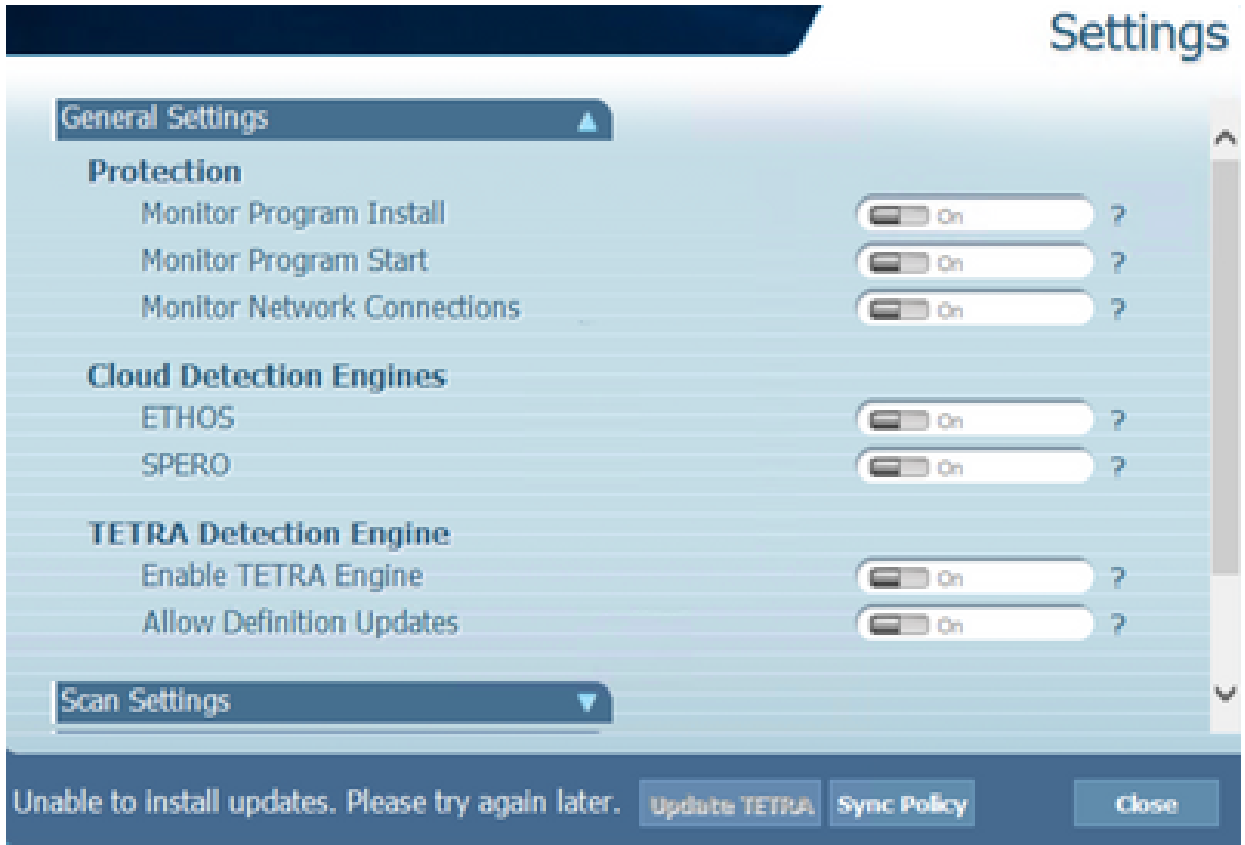 Settings
General Settings
Protection
Monitor Program Install On ?
Monitor Program Start On ?
Monitor Network Connections On ?
Cloud Detection Engines
ETHOS On ?
SPERO On ?
TETRA Detection Engine
Enable TETRA Engine On ?
Allow Definition Updates On ?
Scan Settings
Unable to install updates. Please try again later. Update TETRA Sync Policy Close